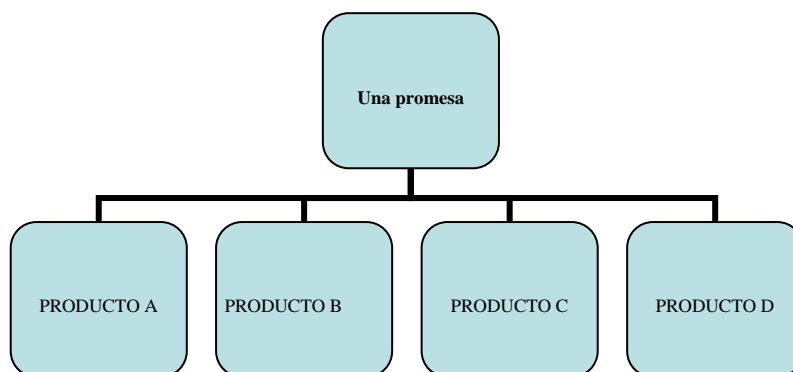 Una promesa
PRODUCTO A
PRODUCTO B
PRODUCTO C
PRODUCTO D